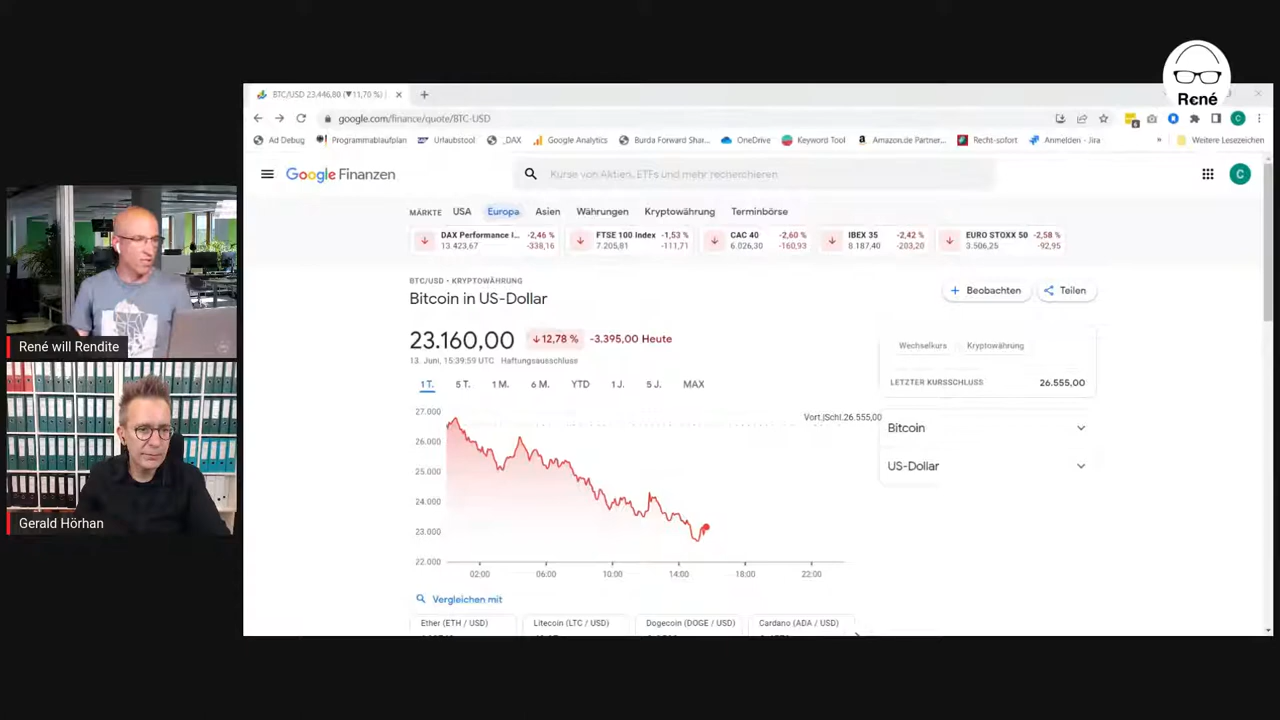 René
BTC/USD 23.446,80 (▼11,70 %) |
google.com/finance/quote/BTC-USD
Ad Debug Programmablaufplan Urlaubstool _DAX Google Analytics Burda Forward Shar... OneDrive Keyword Tool Amazon.de Partner... Recht-sofort Anmelden - Jira » Weitere Lesezeichen
Google Finanzen
Kurse von Aktien, ETFs und mehr recherchieren
C
MÄRKTE USA Europa Asien Währungen Kryptowährung Terminbörse
DAX Performance I... -2,46 % FTSE 100 Index -1,53 % CAC 40 -2,60 % IBEX 35 -2,42 % EURO STOXX 50 -2,58 %
13.423,67 -338,16 7.205,81 -111,71 6.026,30 -160,93 8.187,40 -203,20 3.506,25 -92,95
BTC/USD • KRYPTOWÄHRUNG
Bitcoin in US-Dollar
+ Beobachten Teilen
23.160,00 ↓12,78 % -3.395,00 Heute
13. Juni, 15:39:59 UTC Haftungsausschluss
Wechselkurs Kryptowährung
LETZTER KURSSCHLUSS 26.555,00
1 T. 5 T. 1 M. 6 M. YTD 1 J. 5 J. MAX
Vort.|Schl.26.555,00
Bitcoin
US-Dollar
27.000
26.000
25.000
24.000
23.000
22.000
02:00 06:00 10:00 14:00 18:00 22:00
Vergleichen mit
Ether (ETH / USD) Litecoin (LTC / USD) Dogecoin (DOGE / USD) Cardano (ADA / USD)
René will Rendite
Gerald Hörhan